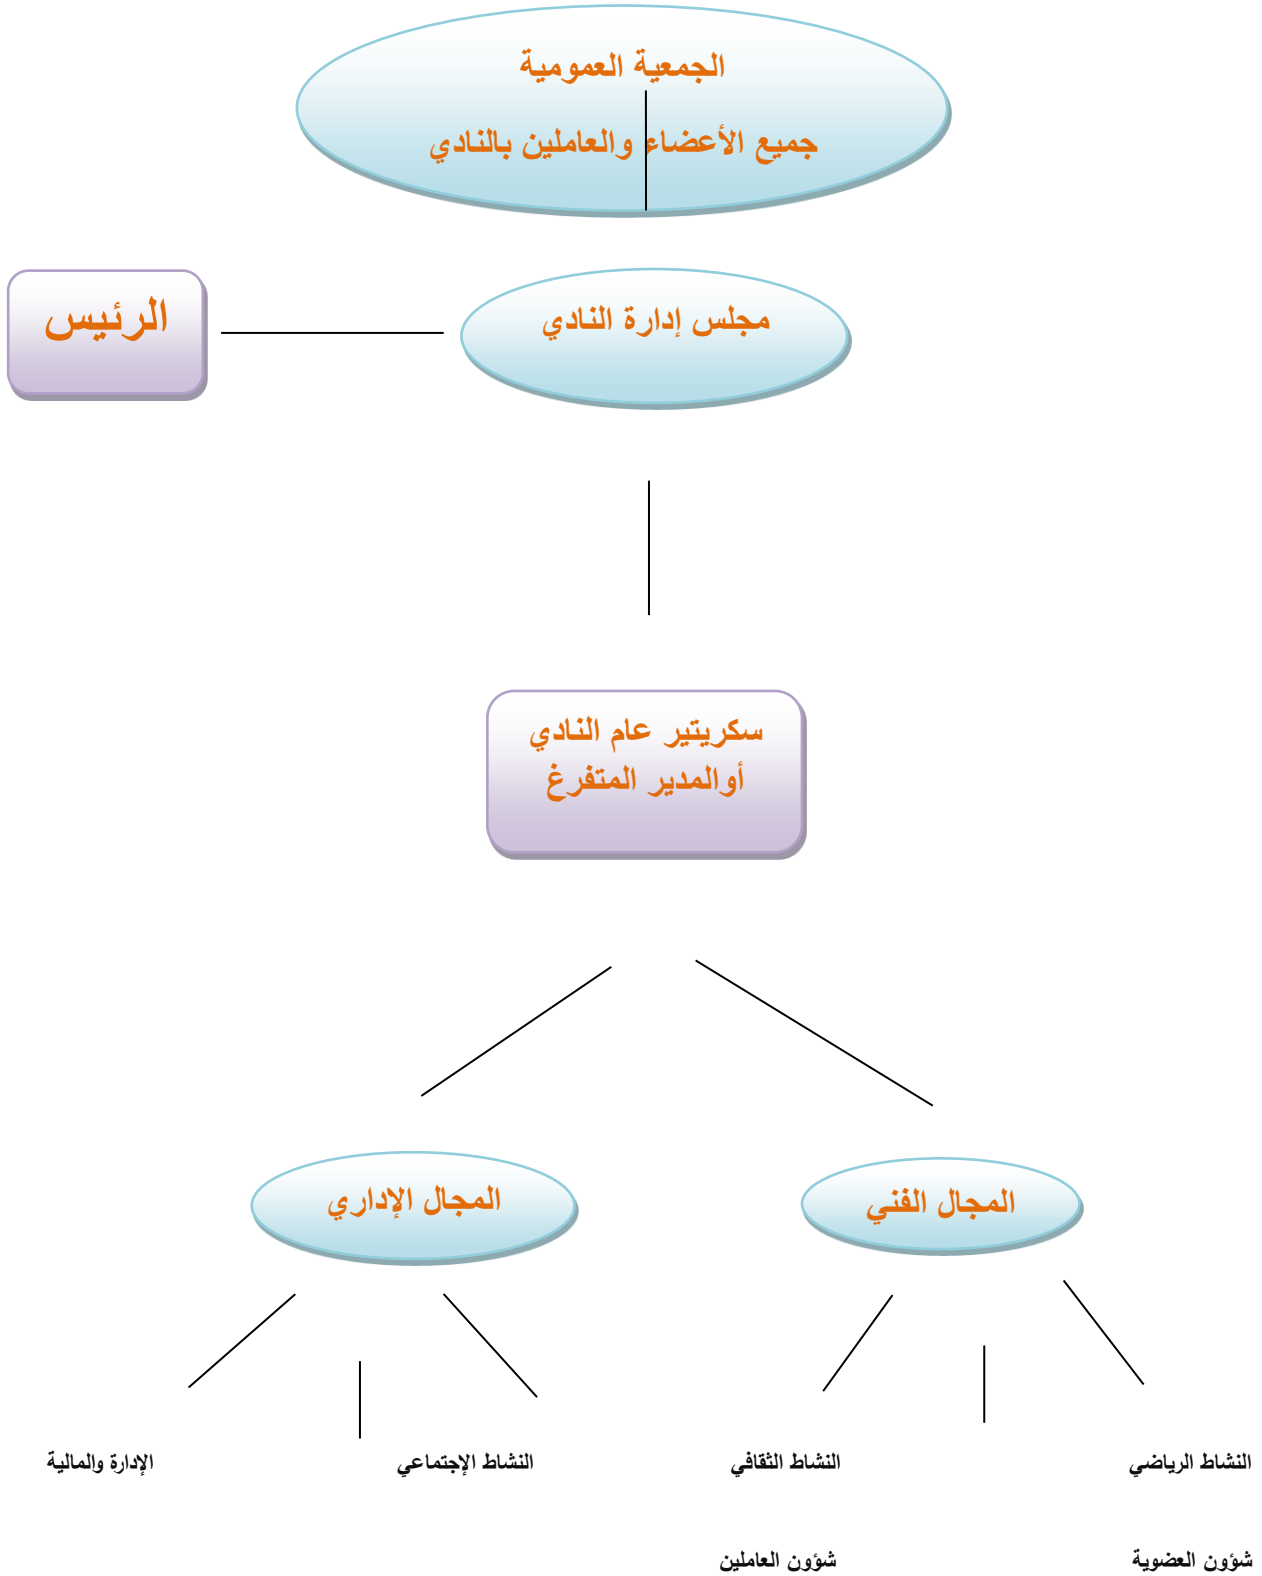 الجمعية العمومية
جميع الأعضاء والعاملين بالنادي
مجلس إدارة النادي
الرئيس
سكريتير عام النادي
أوالمدير المتفرغ
المجال الفني
المجال الإداري
النشاط الرياضي
النشاط الثقافي
النشاط الإجتماعي
الإدارة والمالية
شؤون العضوية
شؤون العاملين